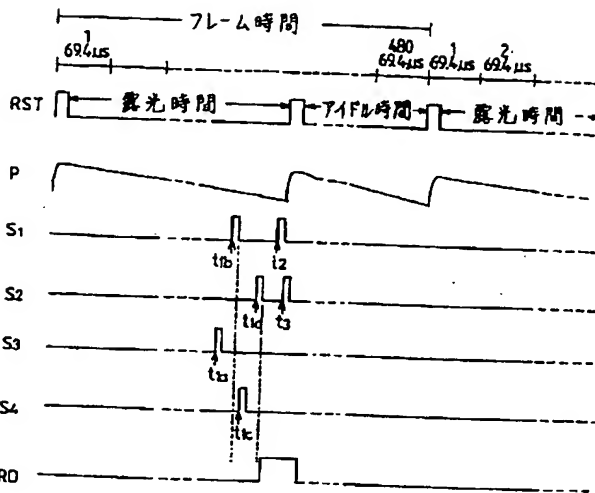 フレーム時間
1 480 1 2
69.4μs 69.4μs 69.4μs 69.4μs
RST 露光時間 アイドル時間 露光時間
P
S1
t1b t2
S2
t1d t3
S3
t1a
S4
t1c
RD